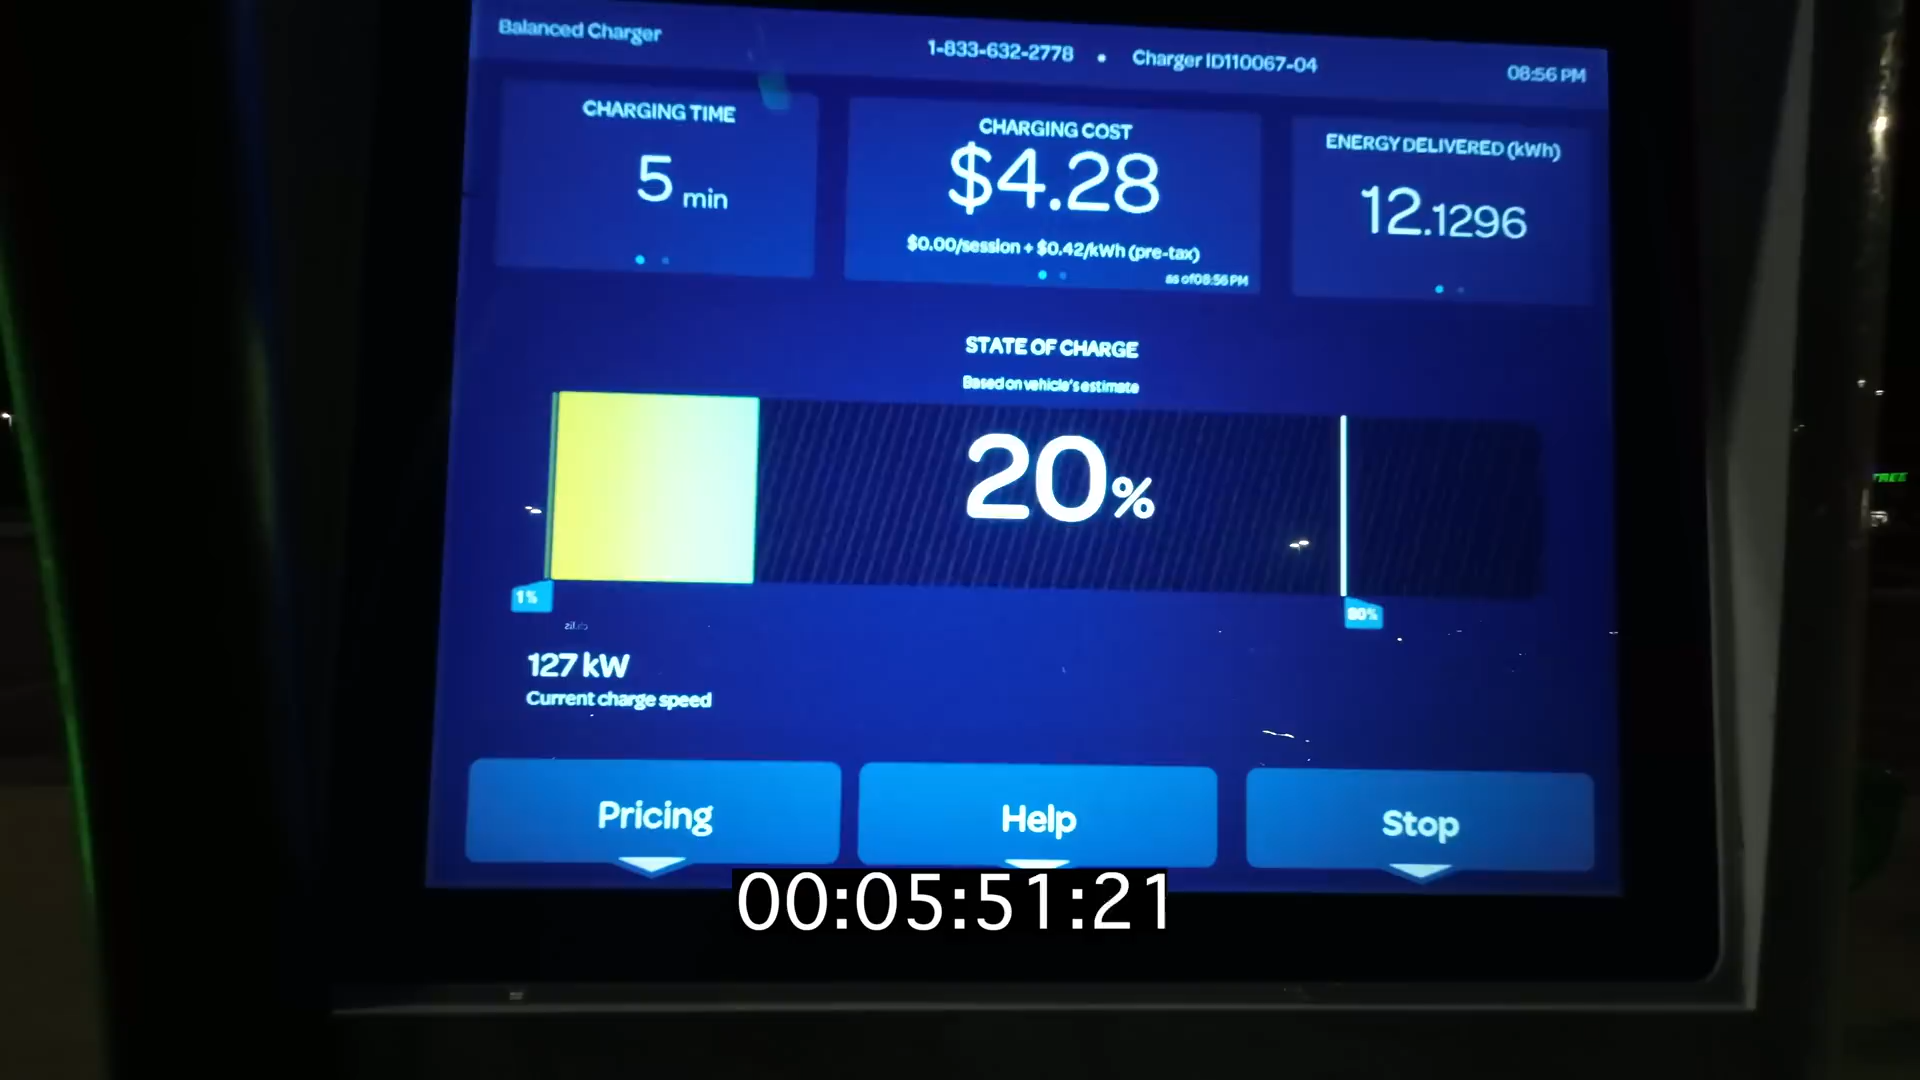 Balanced Charger
1-833-632-2778 • Charger ID110067-04
08:56 PM
CHARGING TIME
5 min
CHARGING COST
$4.28
$0.00/session + $0.42/kWh (pre-tax)
as of 08:56 PM
ENERGY DELIVERED (kWh)
12.1296
STATE OF CHARGE
Based on vehicle's estimate
20%
1%
80%
127 kW
Current charge speed
Pricing
Help
Stop
00:05:51:21
TREE